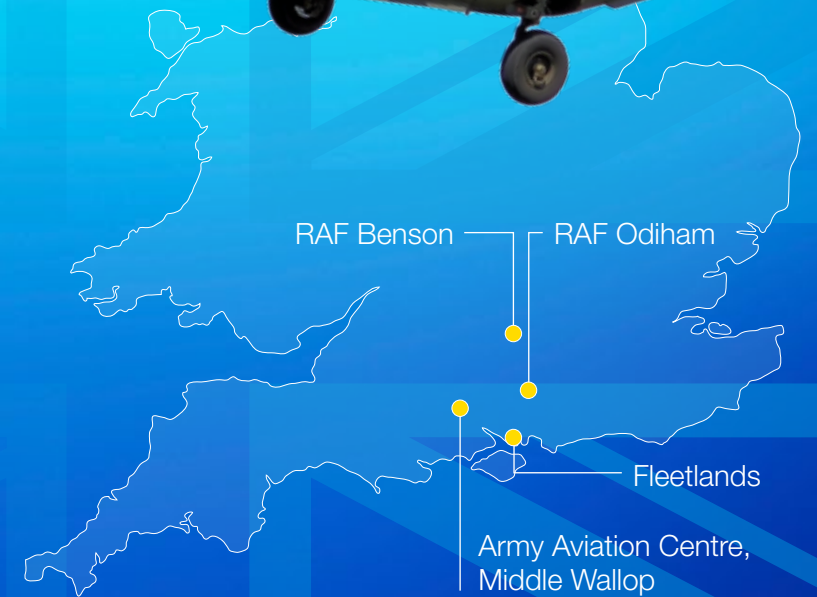 RAF Benson
RAF Odiham
Fleetlands
Army Aviation Centre,
Middle Wallop